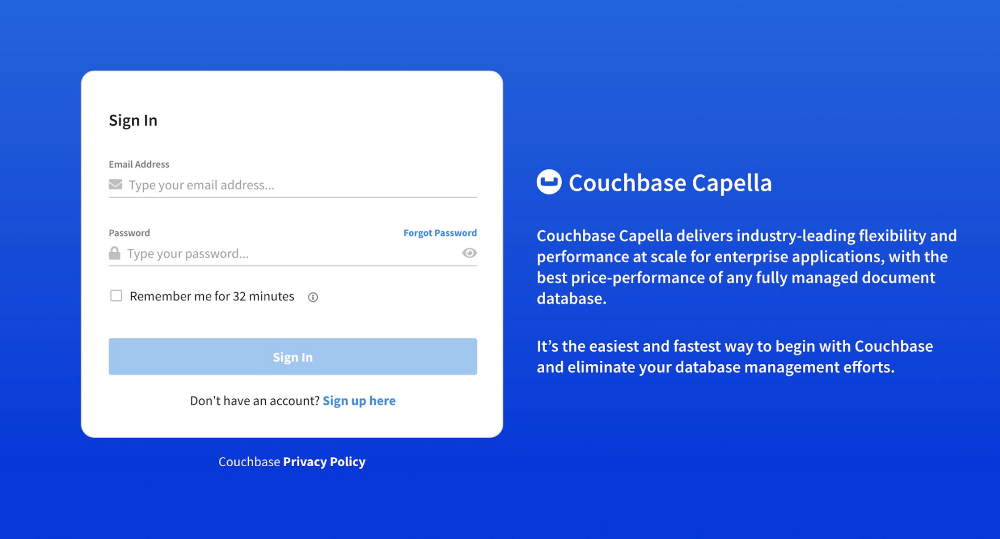 Sign In
Email Address
Type your email address...
Password
Forgot Password
Type your password...
Remember me for 32 minutes
Sign In
Don't have an account? Sign up here
Couchbase Privacy Policy
Couchbase Capella
Couchbase Capella delivers industry-leading flexibility and
performance at scale for enterprise applications, with the
best price-performance of any fully managed document
database.
It’s the easiest and fastest way to begin with Couchbase
and eliminate your database management efforts.